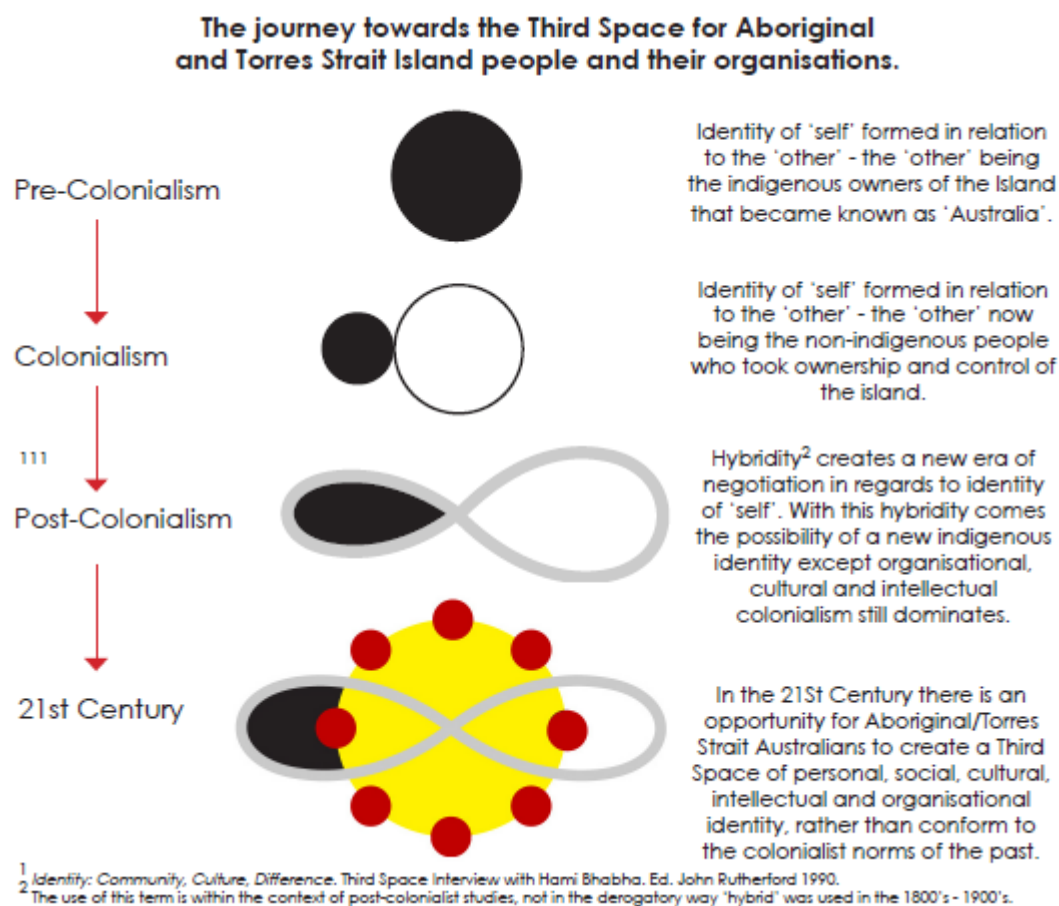 The journey towards the Third Space for Aboriginal
and Torres Strait Island people and their organisations.
Pre-Colonialism
Identity of 'self' formed in relation
to the 'other' - the 'other' being
the indigenous owners of the Island
that became known as 'Australia'.
Colonialism
Identity of 'self' formed in relation
to the 'other' - the 'other' now
being the non-indigenous people
who took ownership and control of
the island.
111
Post-Colonialism
Hybridity2 creates a new era of
negotiation in regards to identity
of 'self'. With this hybridity comes
the possibility of a new indigenous
identity except organisational,
cultural and intellectual
colonialism still dominates.
21st Century
In the 21St Century there is an
opportunity for Aboriginal/Torres
Strait Australians to create a Third
Space of personal, social, cultural,
intellectual and organisational
identity, rather than conform to
the colonialist norms of the past.
1 Identity: Community, Culture, Difference. Third Space Interview with Hami Bhabha. Ed. John Rutherford 1990.
2 The use of this term is within the context of post-colonialist studies, not in the derogatory way "hybrid" was used in the 1800's - 1900's.